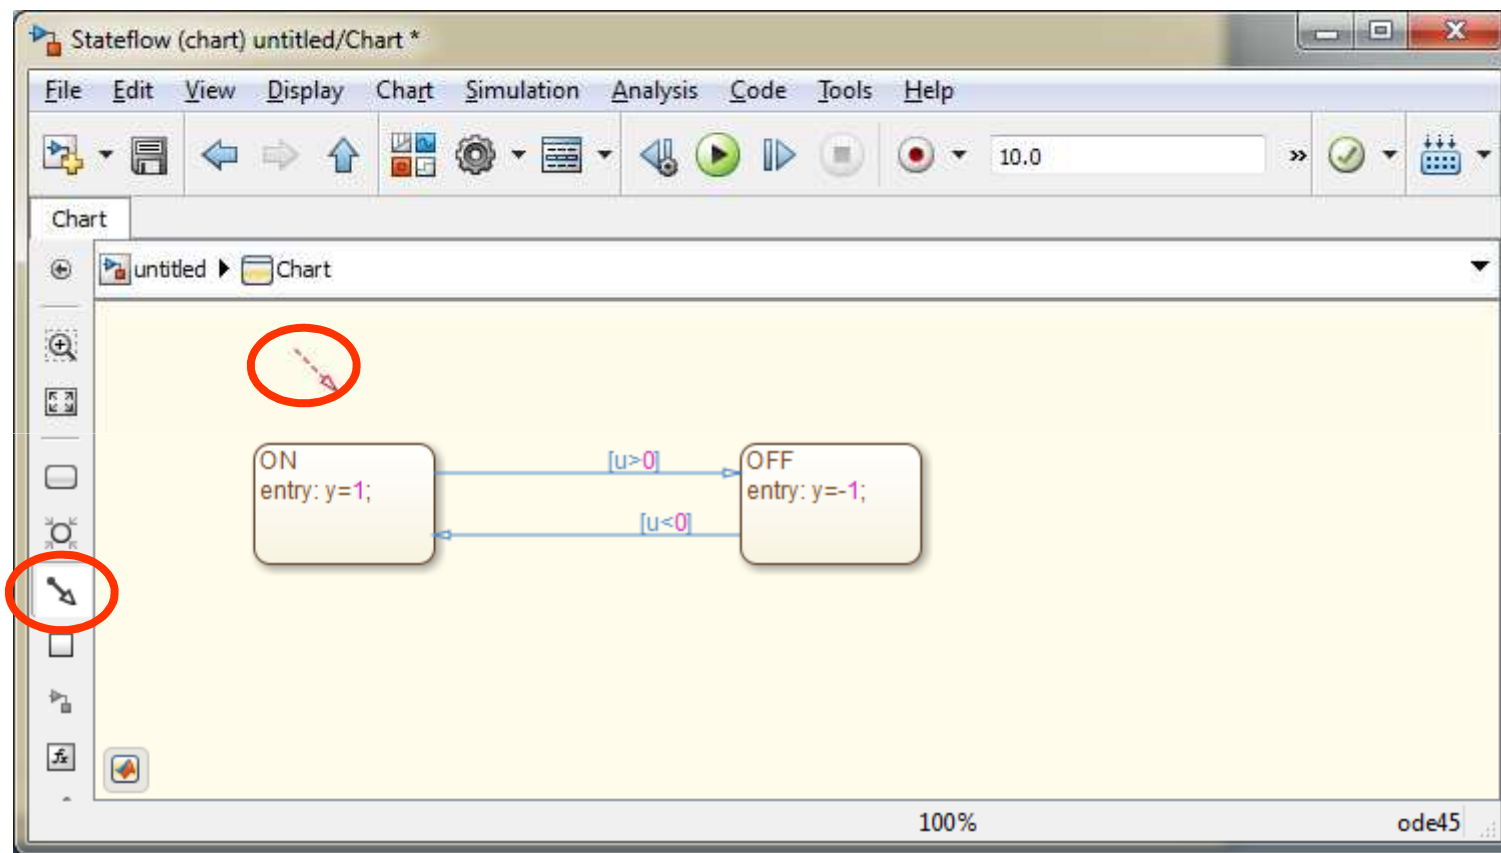 Stateflow (chart) untitled/Chart *
File Edit View Display Chart Simulation Analysis Code Tools Help
10.0 »
Chart
untitled Chart
[u>0]
ON
entry: y=1;
OFF
entry: y=-1;
[u<0]
fx
100% ode45